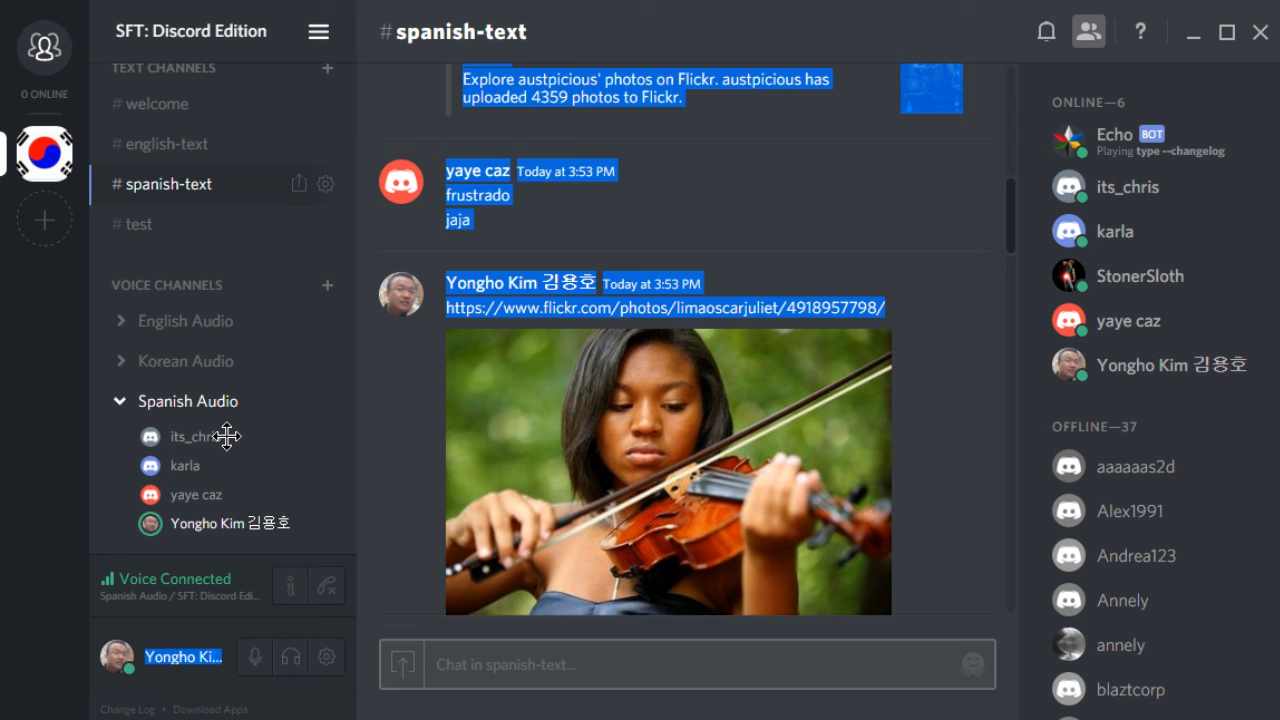 0 ONLINE
SFT: Discord Edition
TEXT CHANNELS
# welcome
# english-text
# spanish-text
# test
VOICE CHANNELS
English Audio
Korean Audio
Spanish Audio
its_chri
karla
yaye caz
Yongho Kim 김용호
Voice Connected
Spanish Audio / SFT: Discord Edi...
Yongho Ki...
Change Log • Download Apps
# spanish-text
?
Explore austpicious' photos on Flickr. austpicious has
uploaded 4359 photos to Flickr.
yaye caz Today at 3:53 PM
frustrado
jaja
Yongho Kim 김용호 Today at 3:53 PM
https://www.flickr.com/photos/limaoscarjuliet/4918957798/
Chat in spanish-text...
ONLINE—6
Echo BOT
Playing type --changelog
its_chris
karla
StonerSloth
yaye caz
Yongho Kim 김용호
OFFLINE—37
aaaaaas2d
Alex1991
Andrea123
Annely
annely
blaztcorp